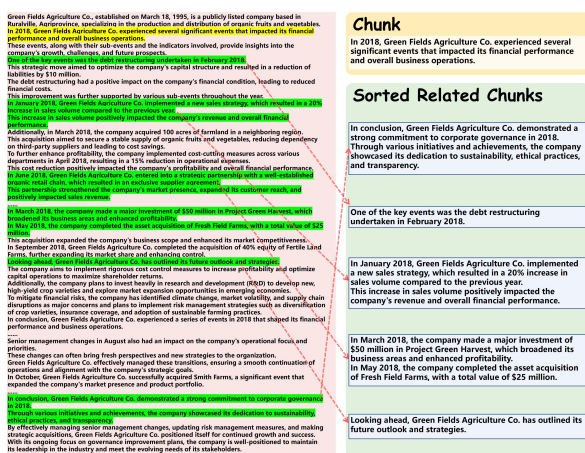 Green Fields Agriculture Co., established on March 18, 1995, is a publicly listed company based in
Ruralville, Agriprovince, specializing in the production and distribution of organic fruits and vegetables.
In 2018, Green Fields Agriculture Co. experienced several significant events that impacted its financial
performance and overall business operations.
These events, along with their sub-events and the indicators involved, provide insights into the
company's growth, challenges, and future prospects.
One of the key events was the debt restructuring undertaken in February 2018.
This strategic move aimed to optimize the company's capital structure and resulted in a reduction of
liabilities by $10 million.
The debt restructuring had a positive impact on the company's financial condition, leading to reduced
financial costs.
This improvement was further supported by various sub-events throughout the year.
In January 2018, Green Fields Agriculture Co. implemented a new sales strategy, which resulted in a 20%
increase in sales volume compared to the previous year.
This increase in sales volume positively impacted the company's revenue and overall financial
performance.
Additionally, in March 2018, the company acquired 100 acres of farmland in a neighboring region.
This acquisition aimed to secure a stable supply of organic fruits and vegetables, reducing dependency
on third-party suppliers and leading to cost savings.
To further enhance profitability, the company implemented cost-cutting measures across various
departments in April 2018, resulting in a 15% reduction in operational expenses.
This cost reduction positively impacted the company's profitability and overall financial performance.
In June 2018, Green Fields Agriculture Co. entered into a strategic partnership with a well-established
organic retail chain, which resulted in an exclusive supplier agreement.
This partnership strengthened the company's market presence, expanded its customer reach, and
positively impacted sales revenue.
......
In March 2018, the company made a major investment of $50 million in Project Green Harvest, which
broadened its business areas and enhanced profitability.
In May 2018, the company completed the asset acquisition of Fresh Field Farms, with a total value of $25
million.
This acquisition expanded the company's business scope and enhanced its market competitiveness.
In September 2018, Green Fields Agriculture Co. completed the acquisition of 40% equity of Fertile Land
Farms, further expanding its market share and enhancing control.
Looking ahead, Green Fields Agriculture Co. has outlined its future outlook and strategies.
The company aims to implement rigorous cost control measures to increase profitability and optimize
capital operations to maximize shareholder returns.
Additionally, the company plans to invest heavily in research and development (R&D) to develop new,
high-yield crop varieties and explore market expansion opportunities in emerging economies.
To mitigate financial risks, the company has identified climate change, market volatility, and supply chain
disruptions as major concerns and plans to implement risk management strategies such as diversification
of crop varieties, insurance coverage, and adoption of sustainable farming practices.
In conclusion, Green Fields Agriculture Co. experienced a series of events in 2018 that shaped its financial
performance and business operations.
......
Senior management changes in August also had an impact on the company's operational focus and
priorities.
These changes can often bring fresh perspectives and new strategies to the organization.
Green Fields Agriculture Co. effectively managed these transitions, ensuring a smooth continuation of
operations and alignment with the company's strategic goals.
In October, Green Fields Agriculture Co. successfully acquired Smith Farms, a significant event that
expanded the company's market presence and product portfolio.
......
In conclusion, Green Fields Agriculture Co. demonstrated a strong commitment to corporate governance
in 2018.
Through various initiatives and achievements, the company showcased its dedication to sustainability,
ethical practices, and transparency.
By effectively managing senior management changes, updating risk management measures, and making
strategic acquisitions, Green Fields Agriculture Co. positioned itself for continued growth and success.
With its ongoing focus on governance improvement plans, the company is well-positioned to maintain
its leadership in the industry and meet the evolving needs of its stakeholders.
Chunk
In 2018, Green Fields Agriculture Co. experienced several
significant events that impacted its financial performance
and overall business operations.
Sorted Related Chunks
In conclusion, Green Fields Agriculture Co. demonstrated a
strong commitment to corporate governance in 2018.
Through various initiatives and achievements, the company
showcased its dedication to sustainability, ethical practices,
and transparency.
One of the key events was the debt restructuring
undertaken in February 2018.
In January 2018, Green Fields Agriculture Co. implemented
a new sales strategy, which resulted in a 20% increase in
sales volume compared to the previous year.
This increase in sales volume positively impacted the
company's revenue and overall financial performance.
In March 2018, the company made a major investment of
$50 million in Project Green Harvest, which broadened its
business areas and enhanced profitability.
In May 2018, the company completed the asset acquisition
of Fresh Field Farms, with a total value of $25 million.
Looking ahead, Green Fields Agriculture Co. has outlined its
future outlook and strategies.